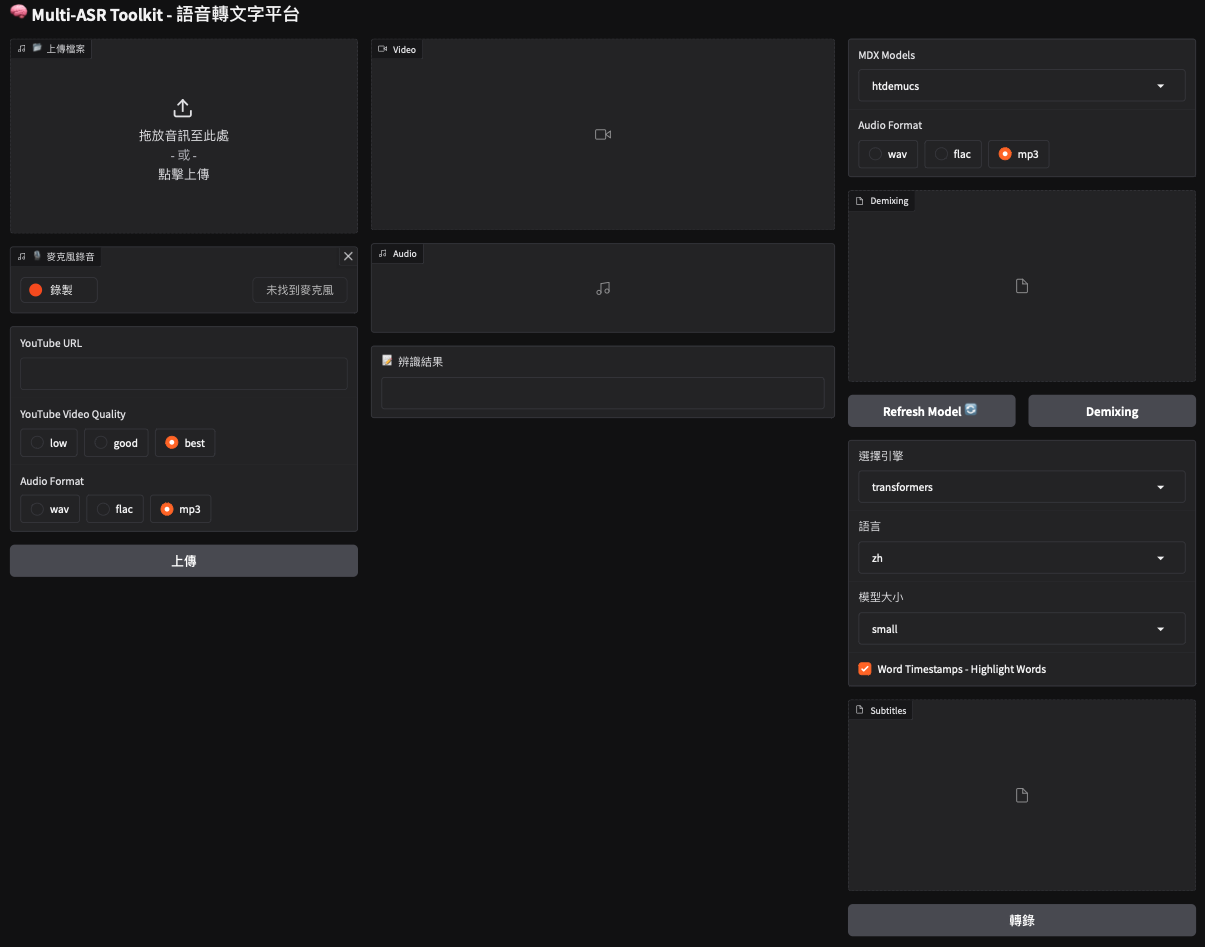 🧠 Multi-ASR Toolkit - 語音轉文字平台
上傳檔案
拖放音訊至此處
- 或 -
點擊上傳
麥克風錄音
錄製
未找到麥克風
YouTube URL
YouTube Video Quality
low
good
best
Audio Format
wav
flac
mp3
上傳
Video
Audio
辨識結果
MDX Models
htdemucs
Audio Format
wav
flac
mp3
Demixing
Refresh Model
Demixing
選擇引擎
transformers
語言
zh
模型大小
small
Word Timestamps - Highlight Words
Subtitles
轉錄